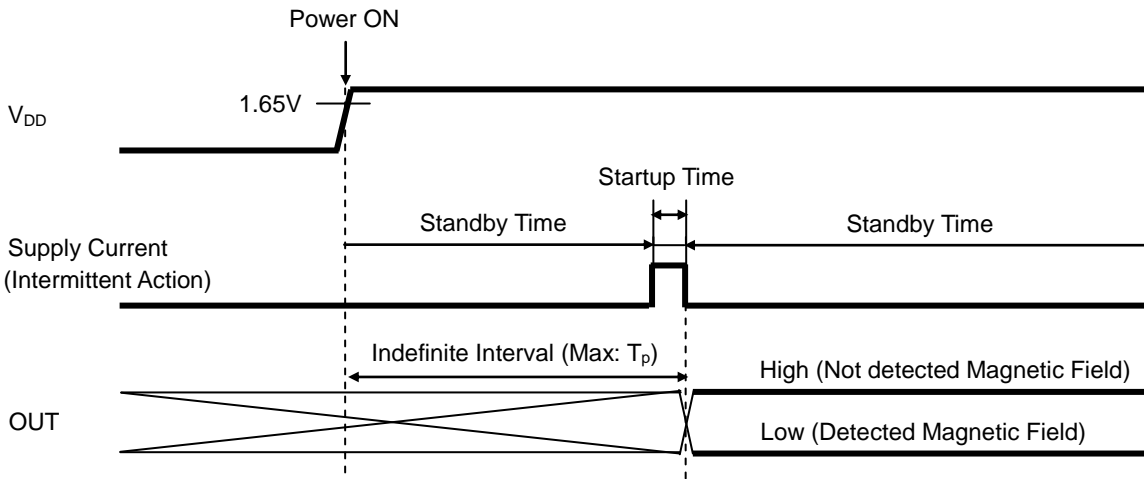 Power ON
1.65V
VDD
Startup Time
Standby Time
Standby Time
Supply Current
(Intermittent Action)
Indefinite Interval (Max: Tp)
High (Not detected Magnetic Field)
OUT
Low (Detected Magnetic Field)